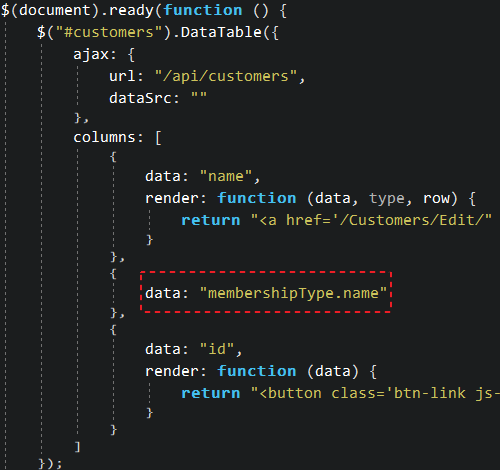 $(document).ready(function () {
$("#customers").DataTable({
ajax: {
url: "/api/customers",
dataSrc: ""
},
columns: [
{
data: "name",
render: function (data, type, row) {
return "<a href='/Customers/Edit/"
}
},
{
data: "membershipType.name"
},
{
data: "id",
render: function (data) {
return "<button class='btn-link js-
}
}
]
});